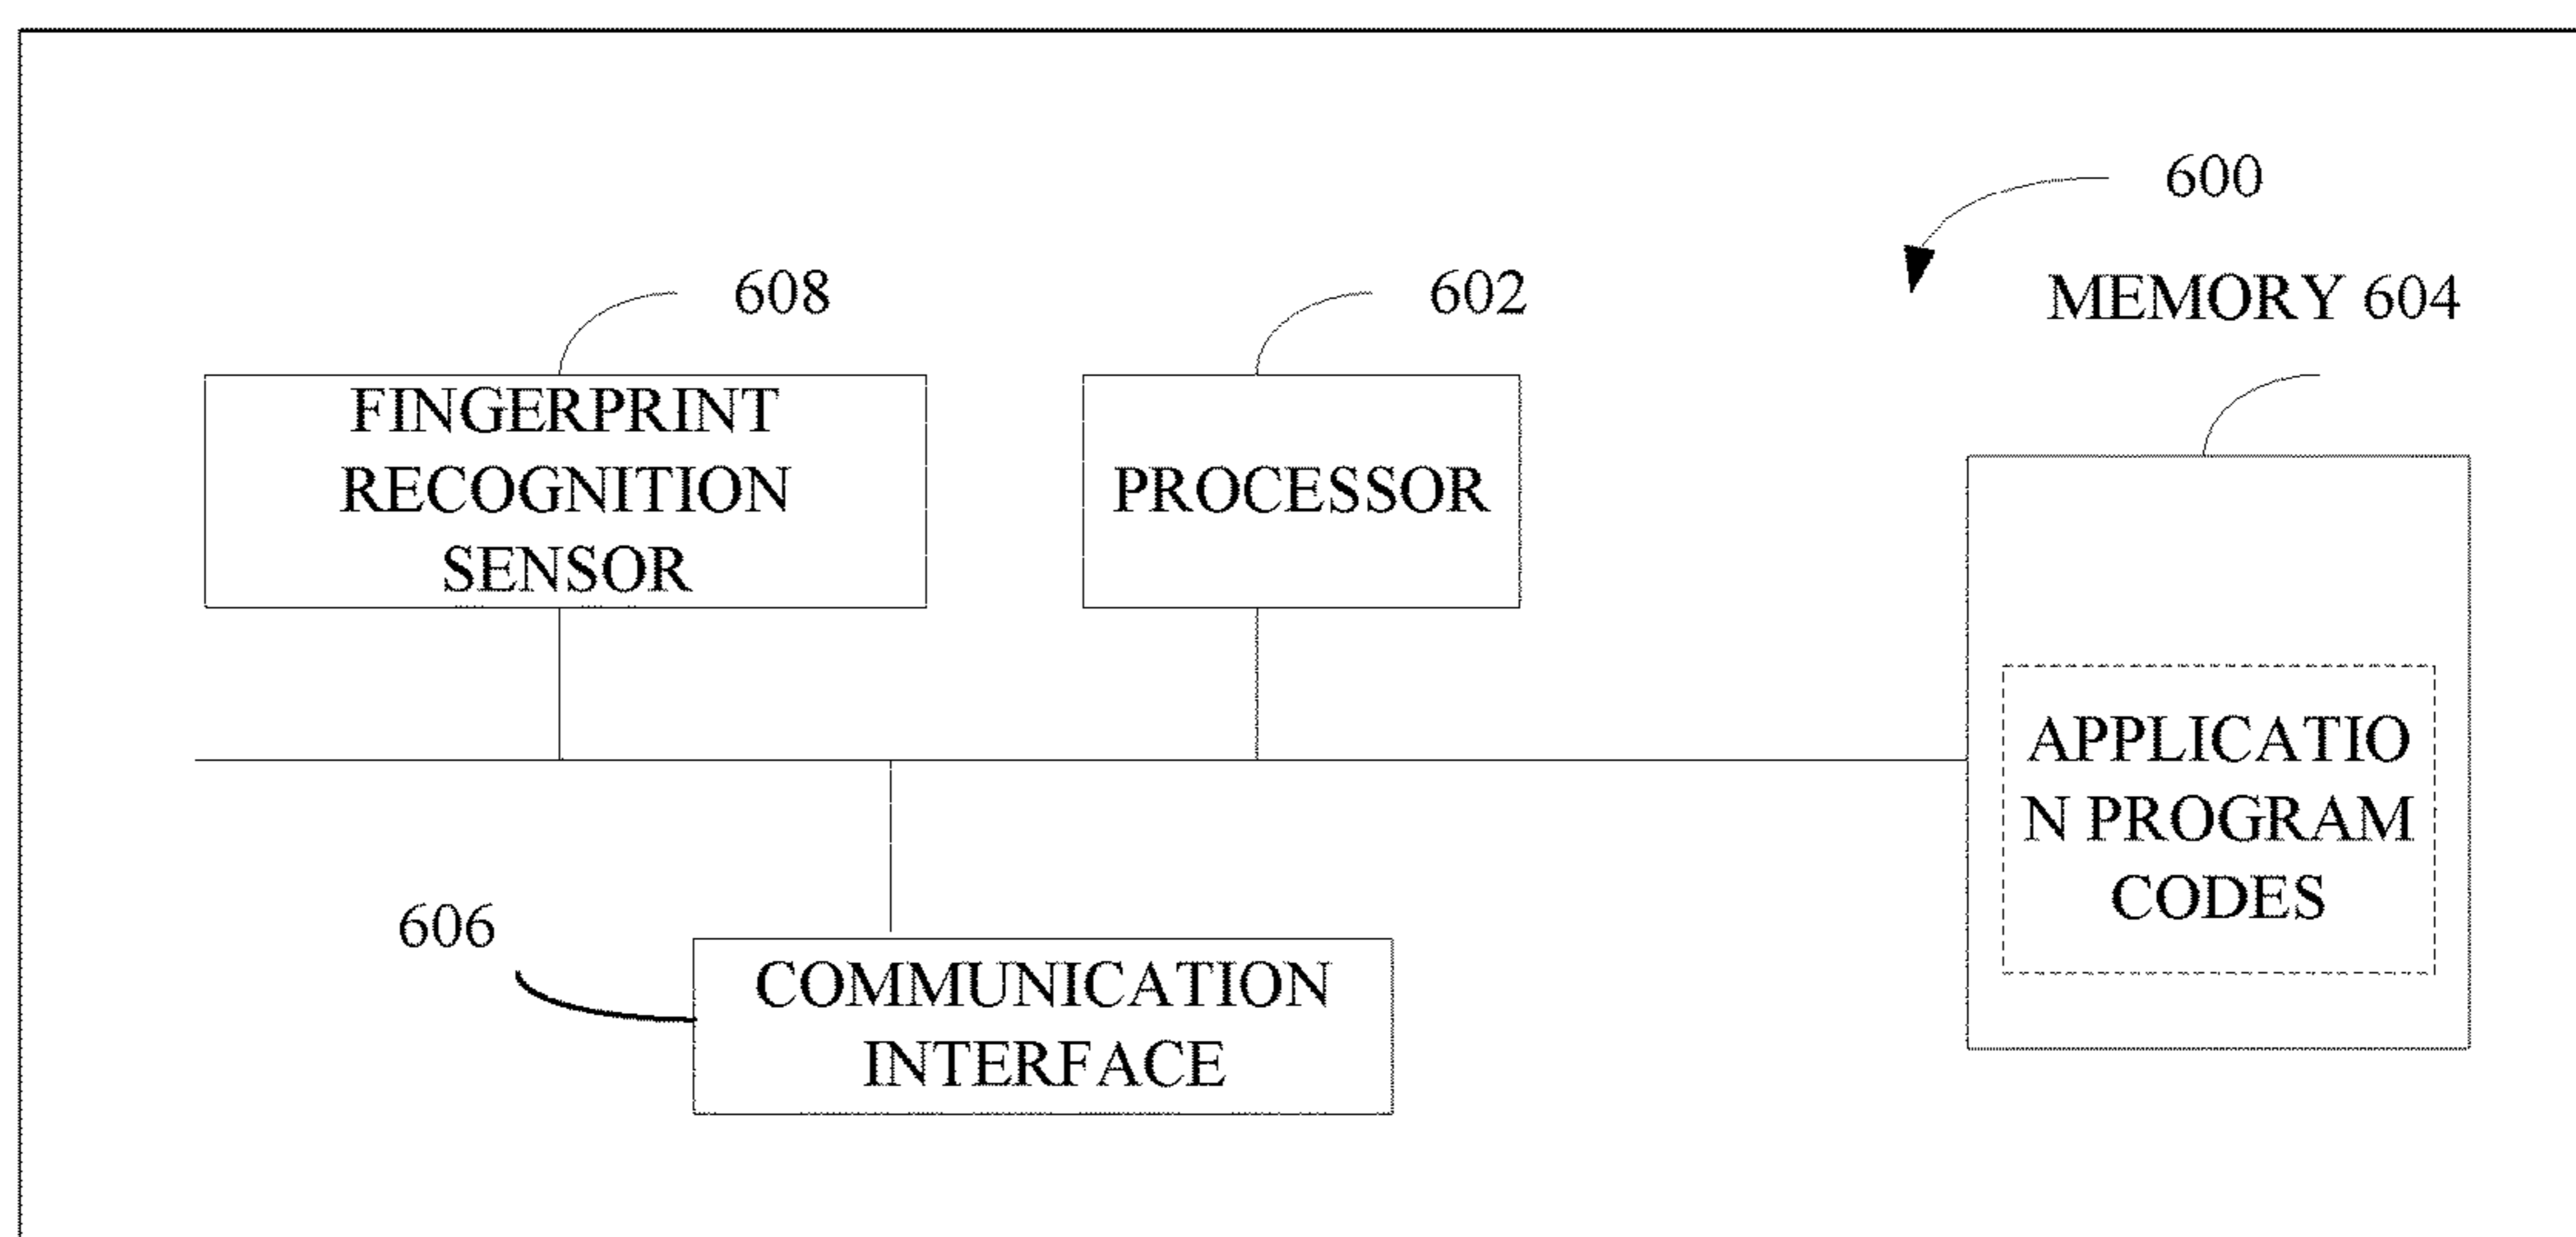 600
608
602
MEMORY 604
FINGERPRINT
RECOGNITION
SENSOR
PROCESSOR
APPLICATIO
N PROGRAM
CODES
606
COMMUNICATION
INTERFACE